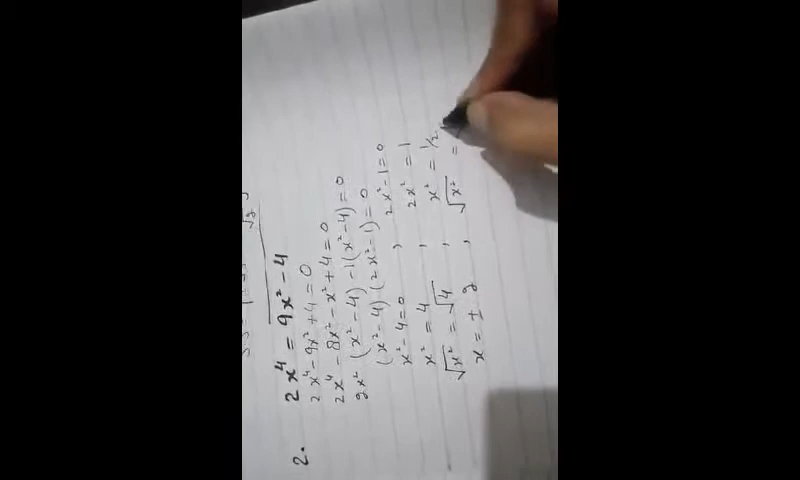 2. 2x⁴ = 9x² - 4
2x⁴ - 9x² + 4 = 0
2x⁴ - 8x² - x² + 4 = 0
2x² (x² - 4) - 1 (x² - 4) = 0
(x² - 4) (2x² - 1) = 0
x² - 4 = 0 , 2x² - 1 = 0
x² = 4 , 2x² = 1
√x² = √4 , x² = 1/2
x = ± 2 , √x² =